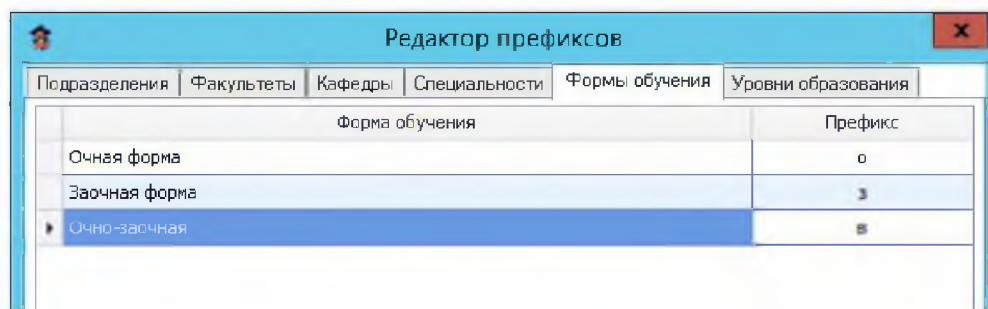 Редактор префиксов
Подразделения Факультеты Кафедры Специальности Формы обучения Уровни образования
Форма обучения Префикс
Очная форма о
Заочная форма з
Очно-заочная в